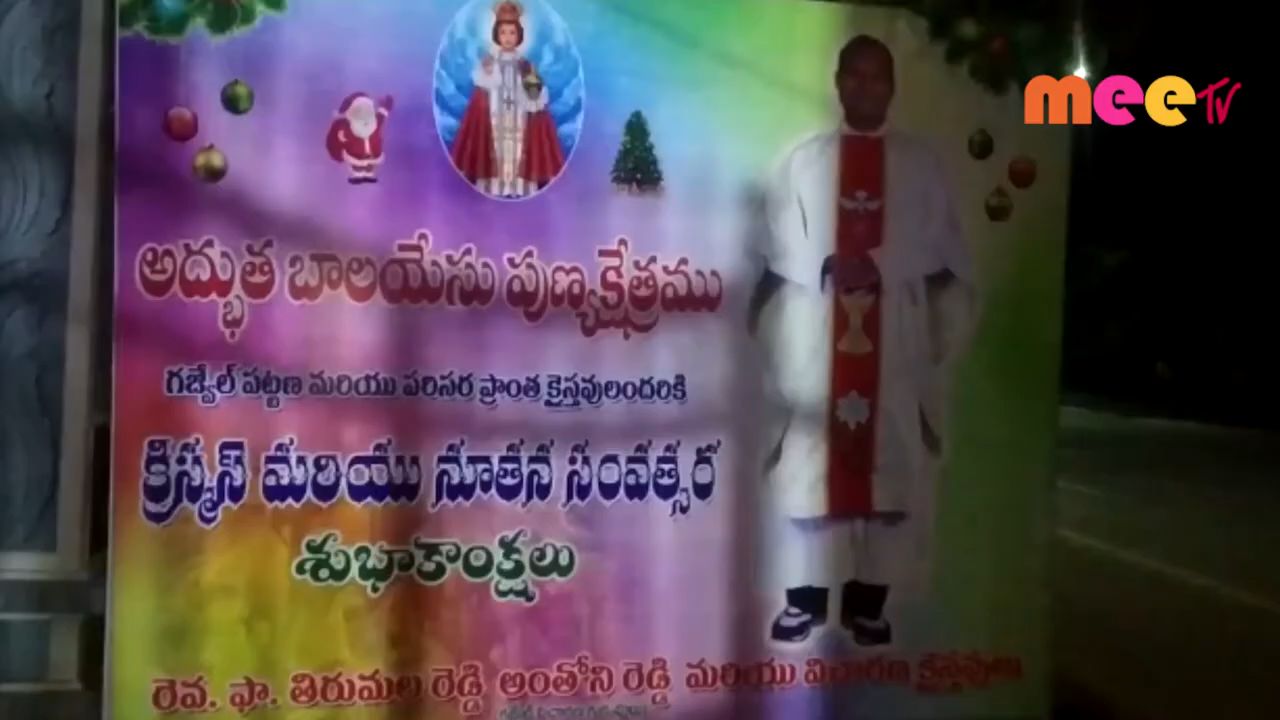 meeTV
అద్భుత బాలయేసు పుణ్యక్షేత్రము
గజ్వేల్ పట్టణ మరియు పరిసర ప్రాంత క్రైస్తవులందరికి
క్రిస్మస్ మరియు నూతన సంవత్సర
శుభాకాంక్షలు
రెవ. ఫా. తిరుమల రెడ్డి అంతోని రెడ్డి మరియు విచారణ క్రైస్తవులు